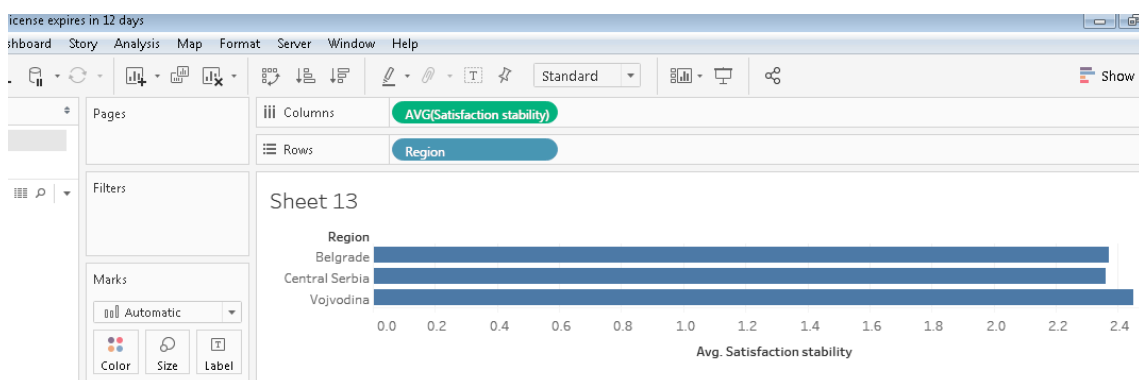 icense expires in 12 days
shboard Story Analysis Map Format Server Window Help
Standard
Show
Pages
Columns
AVG(Satisfaction stability)
Rows
Region
Filters
Sheet 13
Region
Belgrade
Central Serbia
Vojvodina
Marks
Automatic
0.0 0.2 0.4 0.6 0.8 1.0 1.2 1.4 1.6 1.8 2.0 2.2 2.4
Avg. Satisfaction stability
T
T
Color Size Label